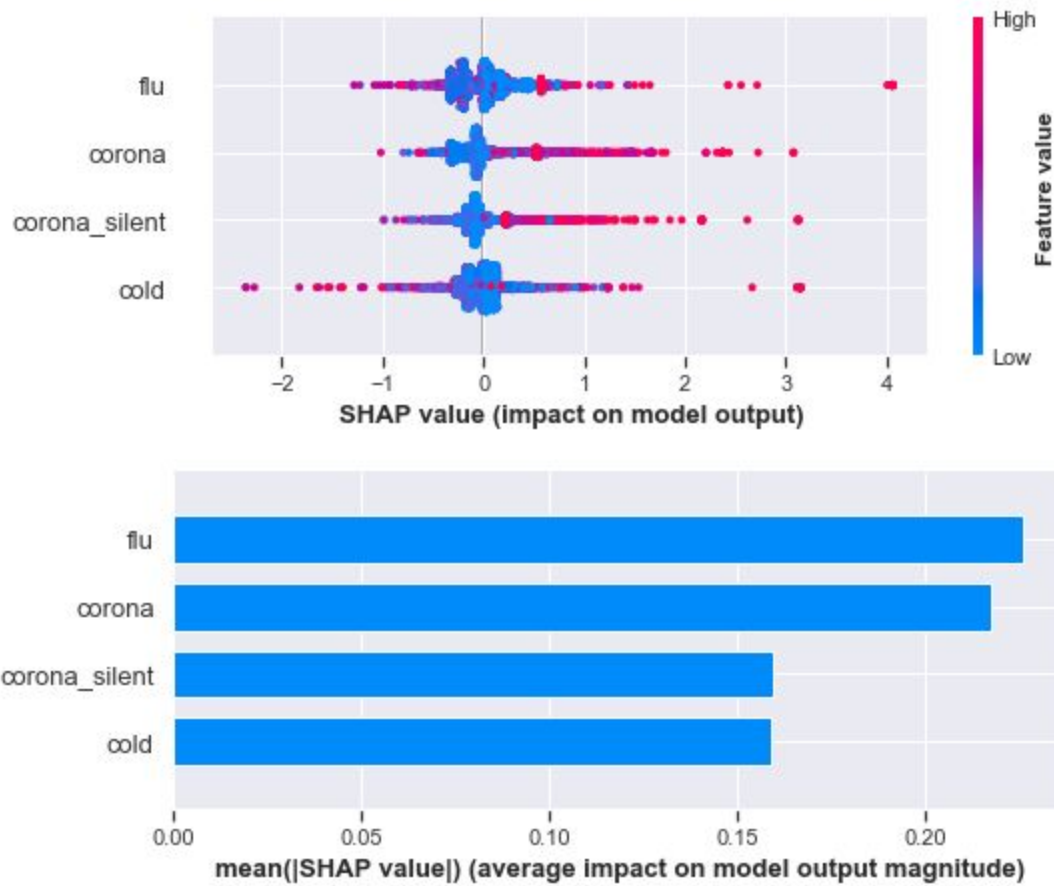 High
flu
corona
corona_silent
cold
Feature value
Low
−2 −1 0 1 2 3 4
SHAP value (impact on model output)
flu
corona
corona_silent
cold
0.00 0.05 0.10 0.15 0.20
mean(|SHAP value|) (average impact on model output magnitude)